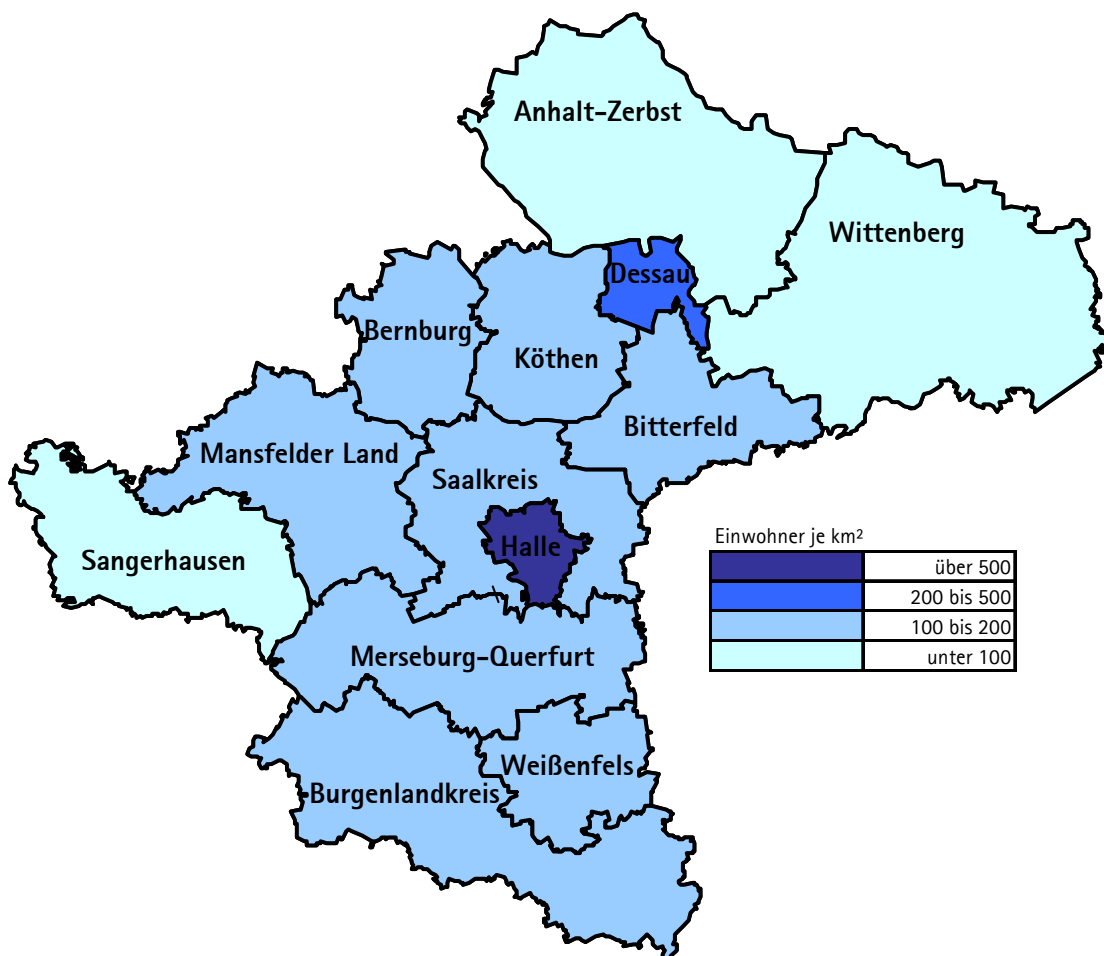 Anhalt-Zerbst
Wittenberg
Dessau
Bernburg
Köthen
Bitterfeld
Mansfelder Land
Saalkreis
Halle
Sangerhausen
Merseburg-Querfurt
Weißenfels
Burgenlandkreis
Einwohner je km²
über 500
200 bis 500
100 bis 200
unter 100